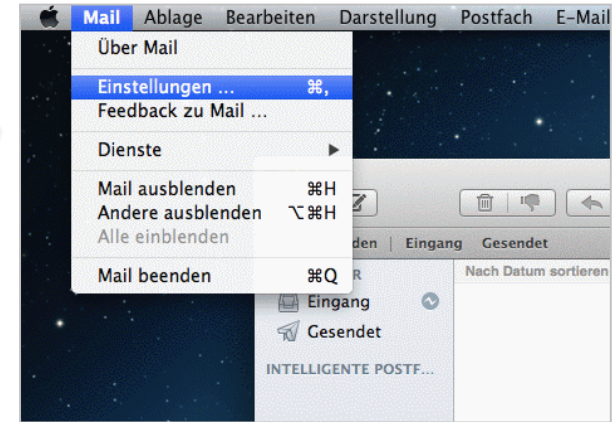 Mail Ablage Bearbeiten Darstellung Postfach E-Mail
Über Mail
Einstellungen ... ⌘,
Feedback zu Mail ...
Dienste ▶
Mail ausblenden ⌘H
Andere ausblenden ⌥⌘H
Alle einblenden
Mail beenden ⌘Q
Eingang Gesendet
Nach Datum sortieren
Eingang
Gesendet
INTELLIGENTE POSTF...